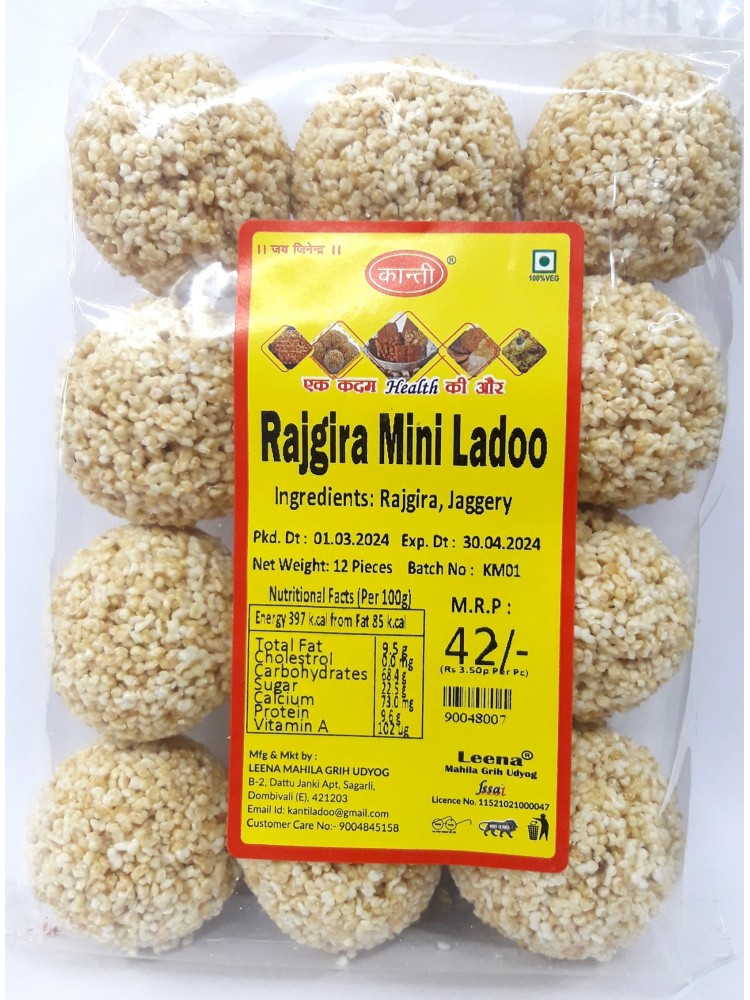 ।। जय जिनेन्द्र ।।
कान्ती®
100%VEG
एक कदम Health की और
Rajgira Mini Ladoo
Ingredients: Rajgira, Jaggery
Pkd. Dt : 01.03.2024 Exp. Dt : 30.04.2024
Net Weight: 12 Pieces Batch No : KM01
Nutritional Facts (Per 100g)
Energy 397 k.cal from Fat 85 k.cal
Total Fat 9.5 g
Cholestrol 0.0 mg
Carbohydrates 68.4 g
Sugar 22.5 g
Calcium 73.0 mg
Protein 9.6 g
Vitamin A 102 ug
M.R.P :
42/-
(Rs 3.50p Per Pc)
90048007
Mfg & Mkt by :
LEENA MAHILA GRIH UDYOG
B-2, Dattu Janki Apt, Sagarli,
Dombivali (E), 421203
Email Id: kantiladoo@gmail.com
Customer Care No:- 9004845158
Leena®
Mahila Grih Udyog
fssai
Licence No. 11521021000047